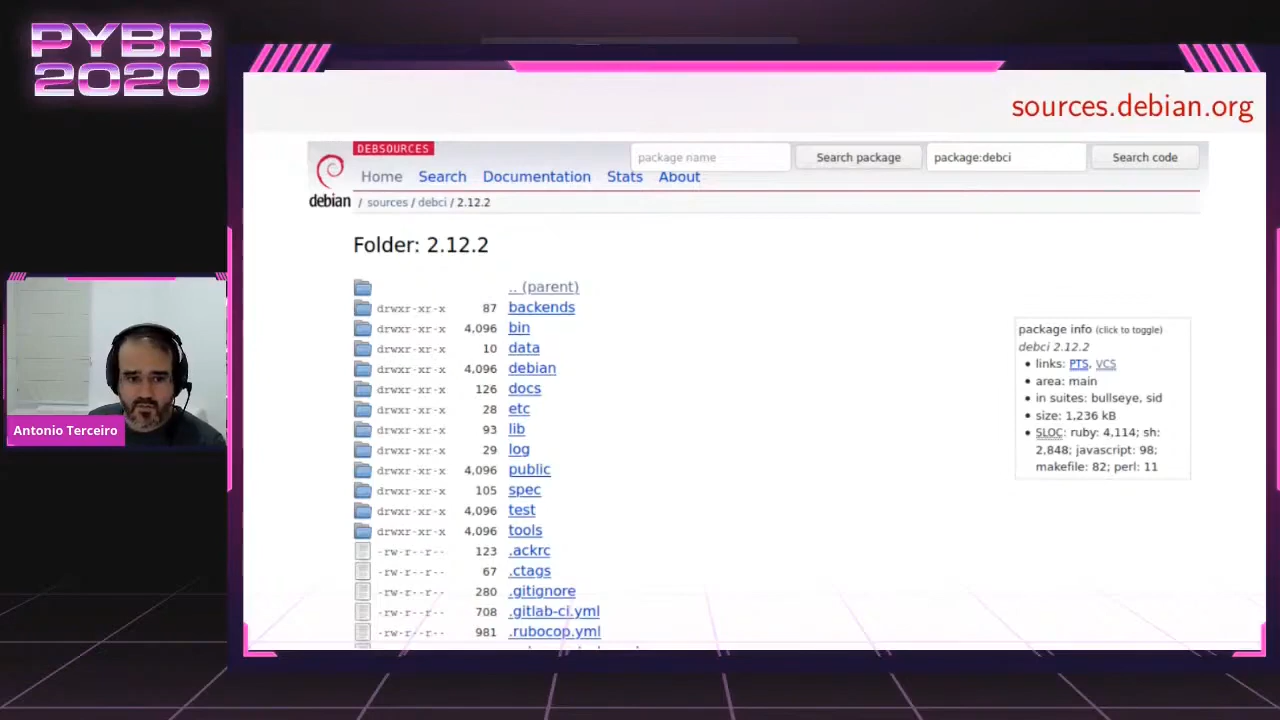 PYBR
2020
sources.debian.org
DEBSOURCES
package name
Search package
package:debci
Search code
Home Search Documentation Stats About
debian / sources / debci / 2.12.2
Folder: 2.12.2
.. (parent)
drwxr-xr-x 87 backends
drwxr-xr-x 4,096 bin
drwxr-xr-x 10 data
drwxr-xr-x 4,096 debian
drwxr-xr-x 126 docs
drwxr-xr-x 28 etc
drwxr-xr-x 93 lib
drwxr-xr-x 29 log
drwxr-xr-x 4,096 public
drwxr-xr-x 105 spec
drwxr-xr-x 4,096 test
drwxr-xr-x 4,096 tools
-rw-r--r-- 123 .ackrc
-rw-r--r-- 67 .ctags
-rw-r--r-- 280 .gitignore
-rw-r--r-- 708 .gitlab-ci.yml
-rw-r--r-- 981 .rubocop.yml
package info (click to toggle)
debci 2.12.2
• links: PTS, VCS
• area: main
• in suites: bullseye, sid
• size: 1,236 kB
• SLOC: ruby: 4,114; sh:
2,848; javascript: 98;
makefile: 82; perl: 11
Antonio Terceiro